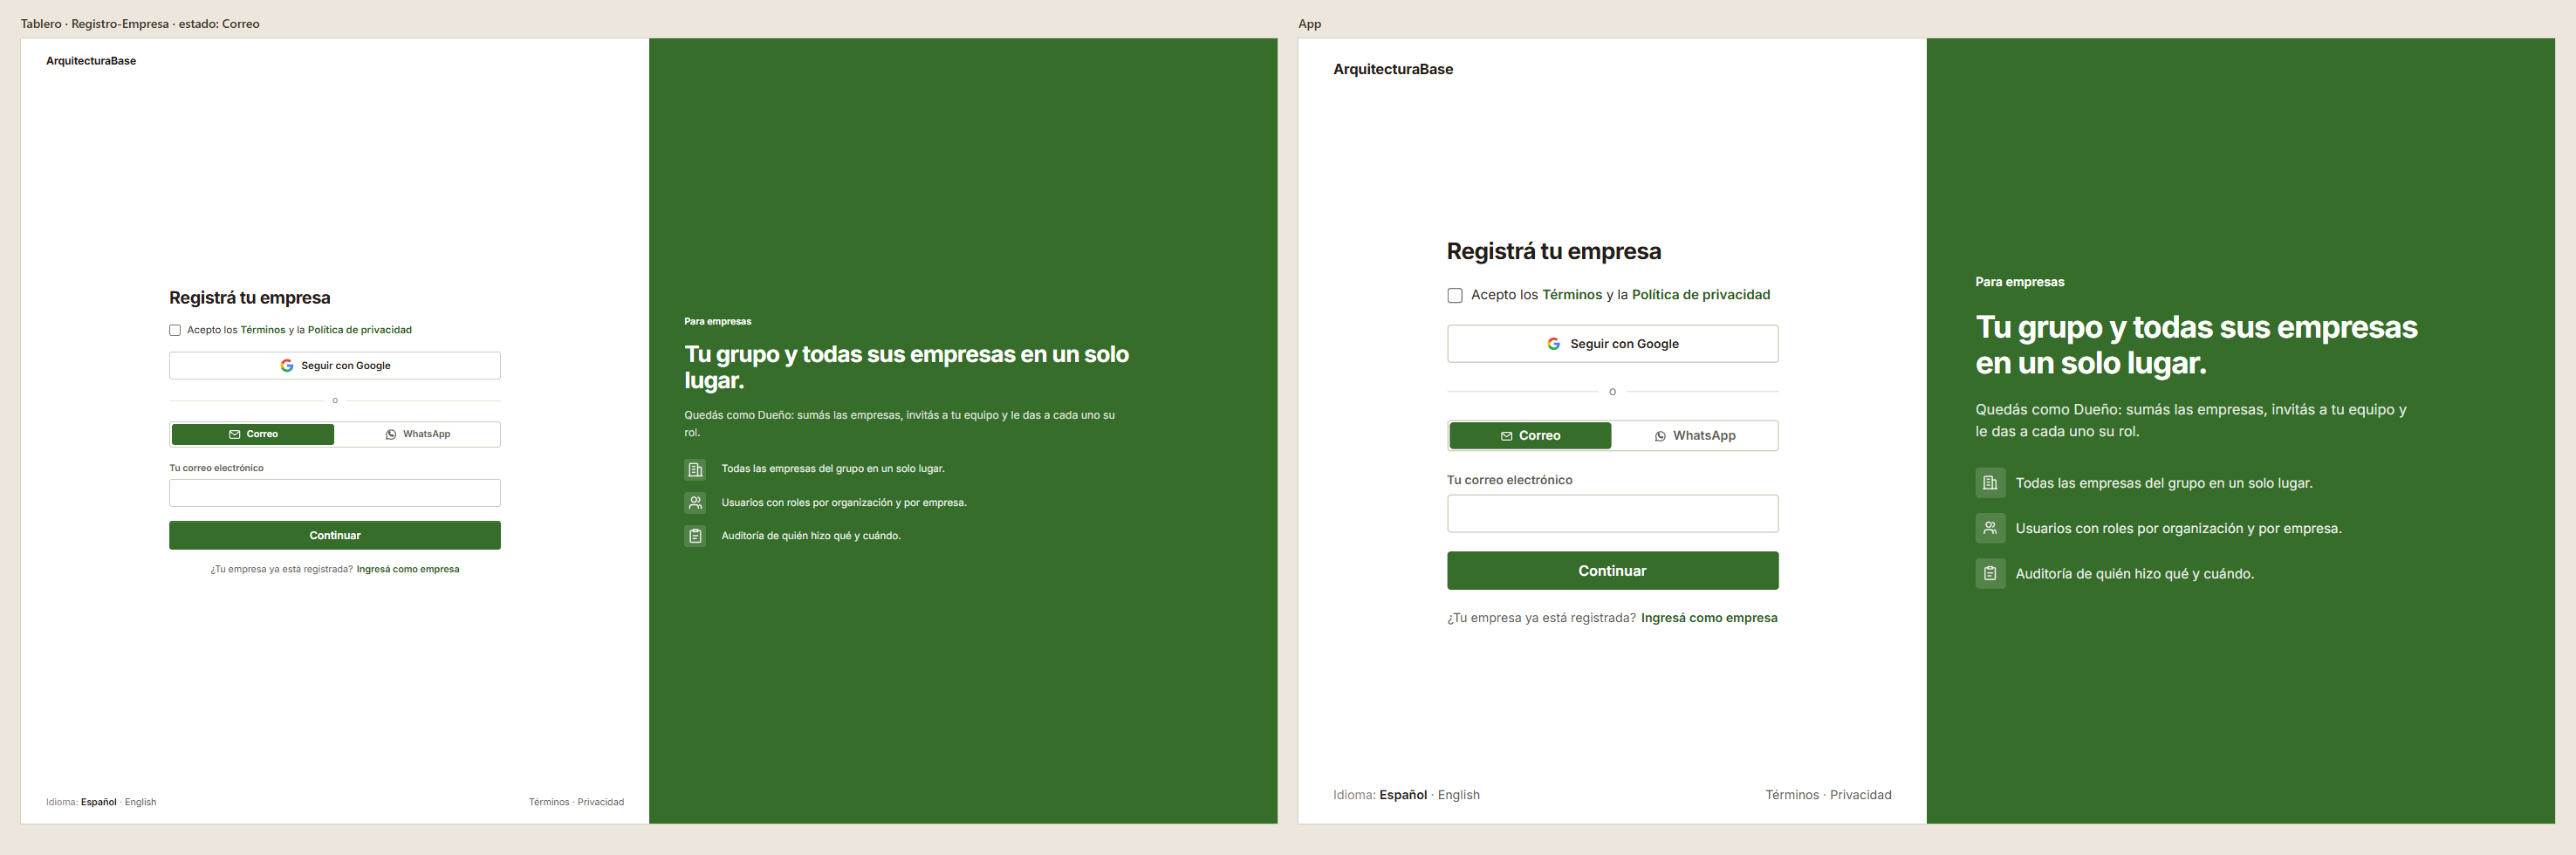 Tablero · Registro-Empresa · estado: Correo
ArquitecturaBase
Registrá tu empresa
Acepto los Términos y la Política de privacidad
Seguir con Google
o
Correo
WhatsApp
Tu correo electrónico
Continuar
¿Tu empresa ya está registrada? Ingresá como empresa
Idioma: Español · English
Términos · Privacidad
Para empresas
Tu grupo y todas sus empresas en un solo
lugar.
Quedás como Dueño: sumás las empresas, invitás a tu equipo y le das a cada uno su
rol.
Todas las empresas del grupo en un solo lugar.
Usuarios con roles por organización y por empresa.
Auditoría de quién hizo qué y cuándo.
App
ArquitecturaBase
Registrá tu empresa
Acepto los Términos y la Política de privacidad
Seguir con Google
o
Correo
WhatsApp
Tu correo electrónico
Continuar
¿Tu empresa ya está registrada? Ingresá como empresa
Idioma: Español · English
Términos · Privacidad
Para empresas
Tu grupo y todas sus empresas
en un solo lugar.
Quedás como Dueño: sumás las empresas, invitás a tu equipo y
le das a cada uno su rol.
Todas las empresas del grupo en un solo lugar.
Usuarios con roles por organización y por empresa.
Auditoría de quién hizo qué y cuándo.